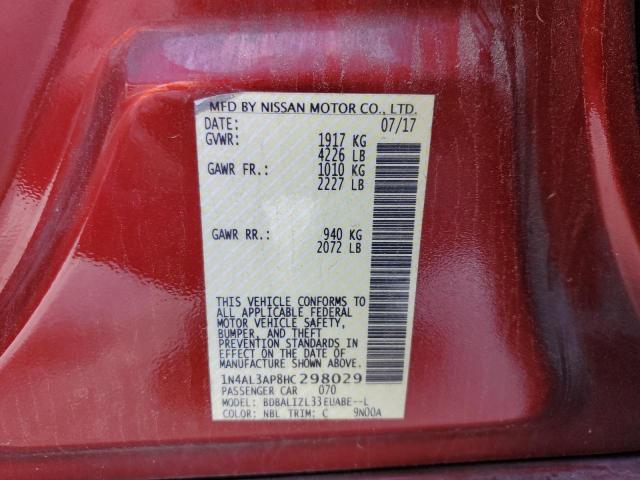 MFD BY NISSAN MOTOR CO., LTD.
DATE: 07/17
GVWR: 1917 KG
4226 LB
GAWR FR.: 1010 KG
2227 LB
GAWR RR.: 940 KG
2072 LB
THIS VEHICLE CONFORMS TO
ALL APPLICABLE FEDERAL
MOTOR VEHICLE SAFETY,
BUMPER, AND THEFT
PREVENTION STANDARDS IN
EFFECT ON THE DATE OF
MANUFACTURE SHOWN ABOVE.
1N4AL3AP8HC298029
PASSENGER CAR 070
MODEL: BDBALIZL33EUABE--L
COLOR: NBL TRIM: C 9N00A